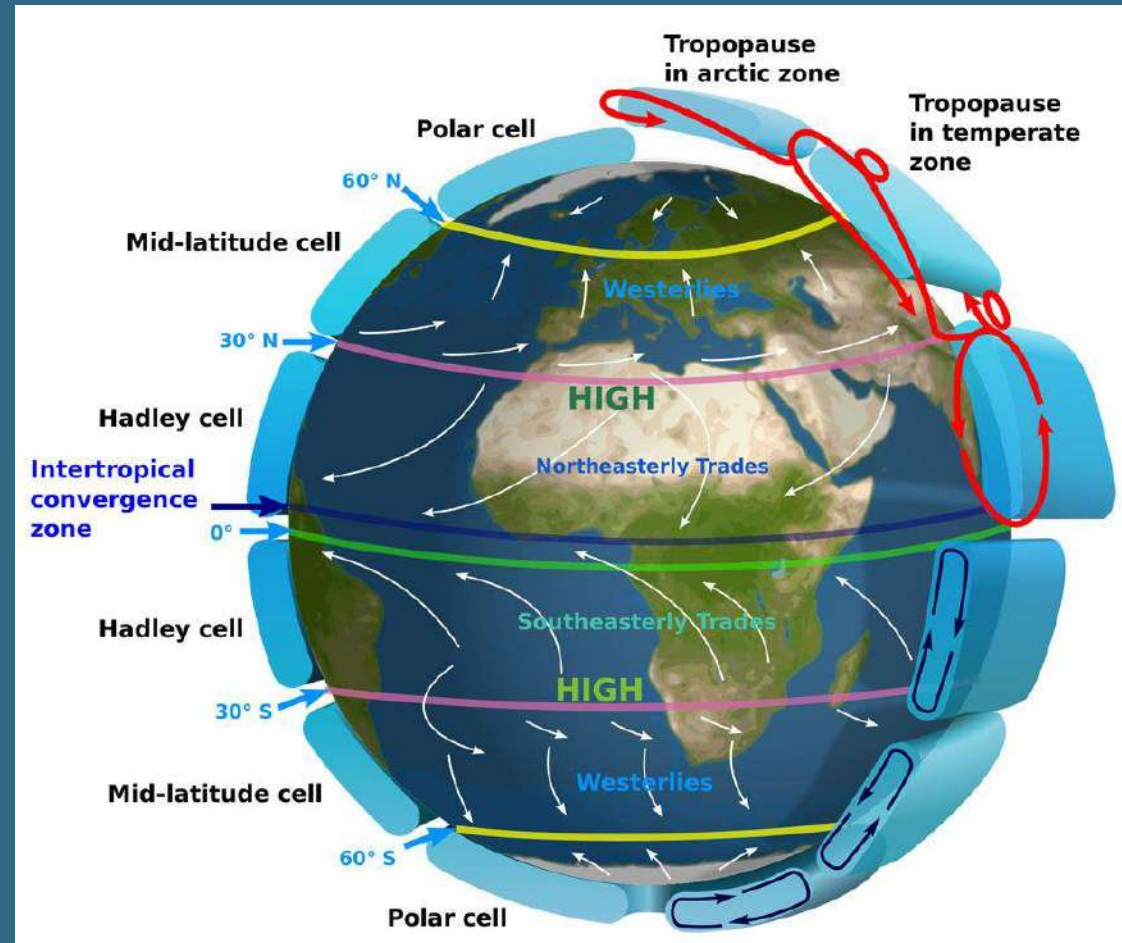 Tropopause
in arctic zone
Tropopause
in temperate
zone
Polar cell
60° N
Mid-latitude cell
Westerlies
30° N
HIGH
Hadley cell
Northeasterly Trades
Intertropical
convergence
zone
0°
Hadley cell
Southeasterly Trades
HIGH
30° S
Westerlies
Mid-latitude cell
60° S
Polar cell